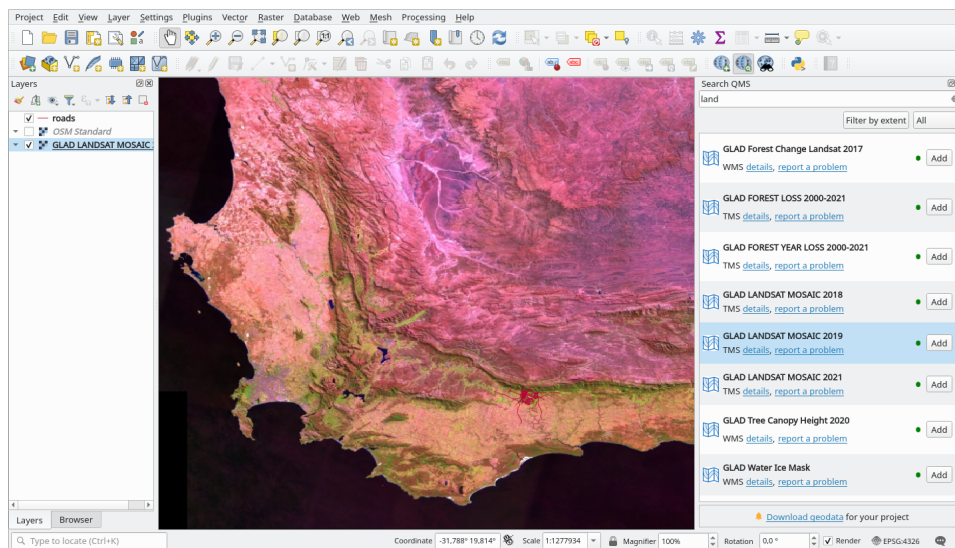 Project Edit View Layer Settings Plugins Vector Raster Database Web Mesh Processing Help
Layers
roads
OSM Standard
GLAD LANDSAT MOSAIC
Layers Browser
Search QMS
land
Filter by extent All
GLAD Forest Change Landsat 2017
WMS details, report a problem
Add
GLAD FOREST LOSS 2000-2021
TMS details, report a problem
Add
GLAD FOREST YEAR LOSS 2000-2021
TMS details, report a problem
Add
GLAD LANDSAT MOSAIC 2018
TMS details, report a problem
Add
GLAD LANDSAT MOSAIC 2019
TMS details, report a problem
Add
GLAD LANDSAT MOSAIC 2021
TMS details, report a problem
Add
GLAD Tree Canopy Height 2020
WMS details, report a problem
Add
GLAD Water Ice Mask
WMS details, report a problem
Add
Download geodata for your project
Type to locate (Ctrl+K) Coordinate -31,788° 19,814° Scale 1:1277934 Magnifier 100% Rotation 0,0 ° Render EPSG:4326